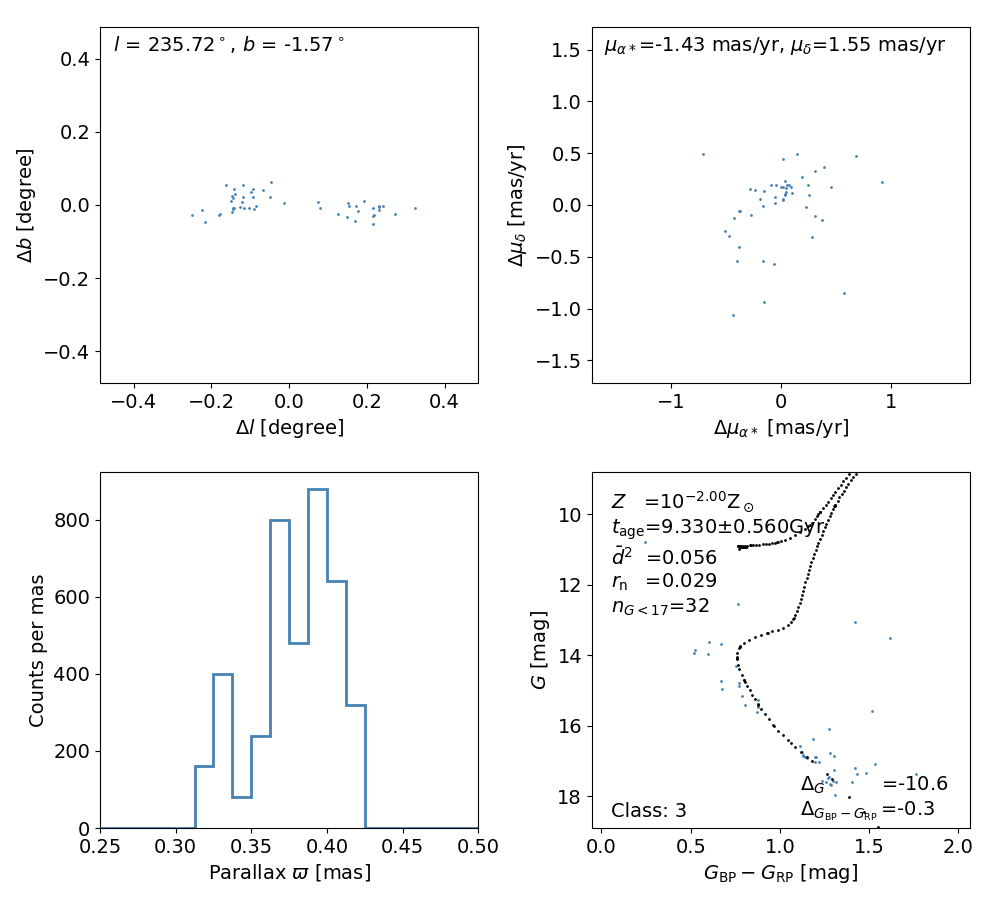 l = 235.72°, b = -1.57°
0.4
0.2
0.0
−0.2
−0.4
Δb [degree]
−0.4 −0.2 0.0 0.2 0.4
Δl [degree]
μα∗=-1.43 mas/yr, μδ=1.55 mas/yr
1.5
1.0
0.5
0.0
−0.5
−1.0
−1.5
Δμδ [mas/yr]
−1 0 1
Δμα∗ [mas/yr]
800
600
400
200
0
Counts per mas
0.25 0.30 0.35 0.40 0.45 0.50
Parallax ϖ [mas]
Z =10^−2.00Z⊙
tage=9.330±0.560Gyr
d̄² =0.056
rn =0.029
nG<17=32
ΔG =-10.6
Class: 3
ΔGBP−GRP=-0.3
10
12
14
16
18
G [mag]
0.0 0.5 1.0 1.5 2.0
GBP − GRP [mag]